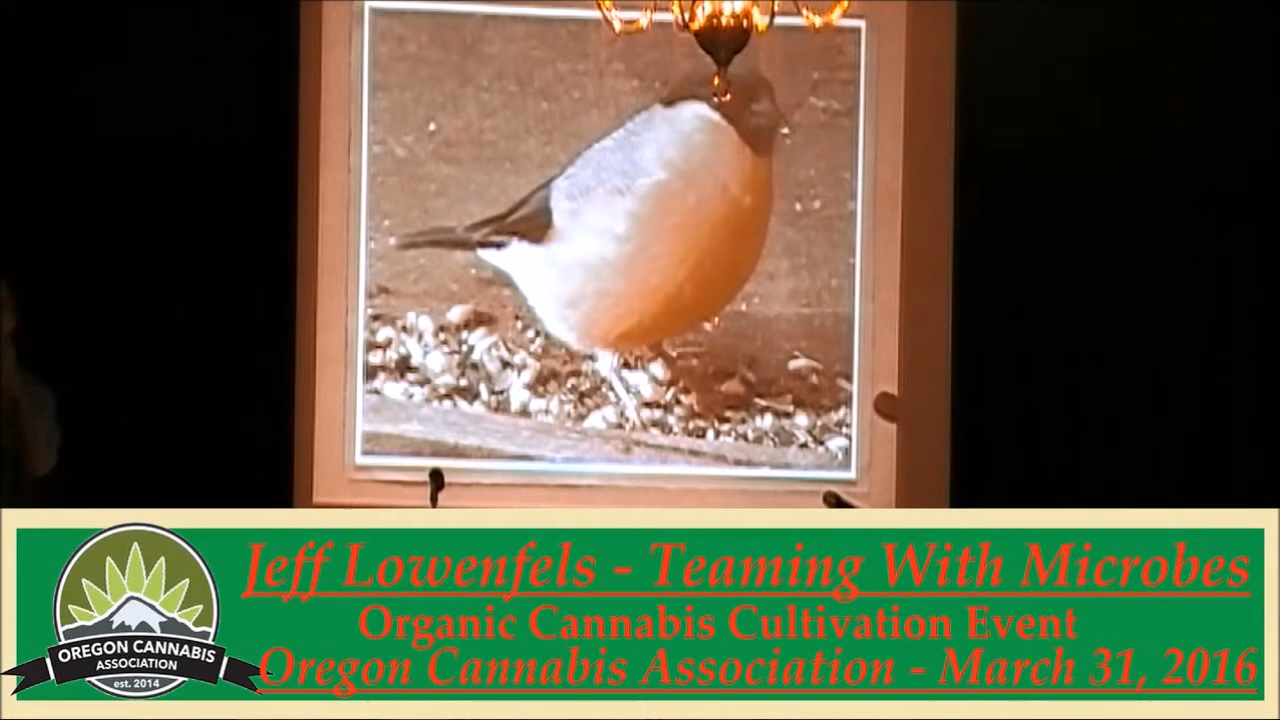 Jeff Lowenfels - Teaming With Microbes
Organic Cannabis Cultivation Event
Oregon Cannabis Association - March 31, 2016
OREGON CANNABIS
ASSOCIATION
est. 2014